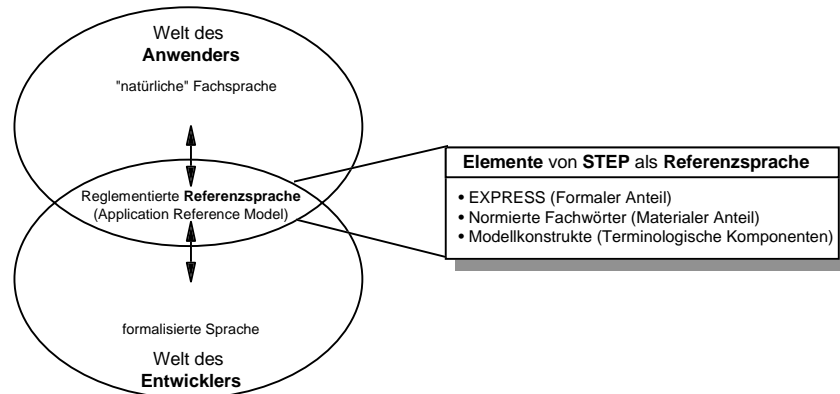 Welt des
Anwenders
"natürliche" Fachsprache
Reglementierte Referenzsprache
(Application Reference Model)
formalisierte Sprache
Welt des
Entwicklers
Elemente von STEP als Referenzsprache
• EXPRESS (Formaler Anteil)
• Normierte Fachwörter (Materialer Anteil)
• Modellkonstrukte (Terminologische Komponenten)